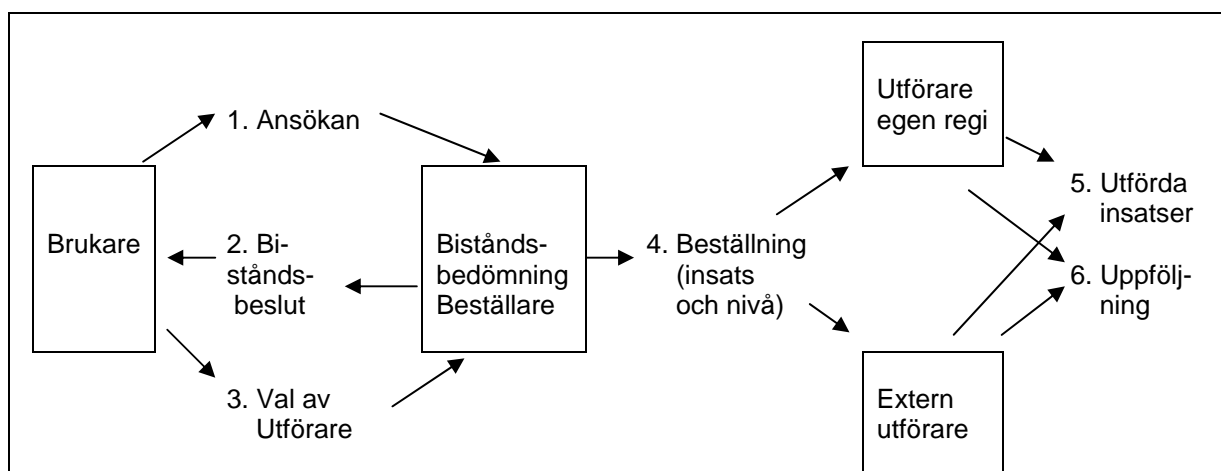 1. Ansökan
Brukare
2. Bi-
stånds-
beslut
3. Val av
Utförare
Bistånds-
bedömning
Beställare
4. Beställning
(insats
och nivå)
Utförare
egen regi
Extern
utförare
5. Utförda
insatser
6. Uppfölj-
ning